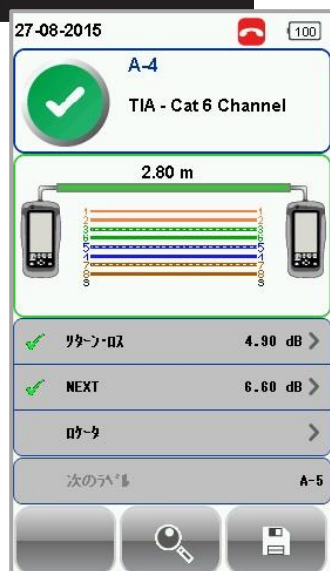 27-08-2015 100
A-4
TIA - Cat 6 Channel
2.80 m
1 1
2 2
3 3
6 6
5 5
4 4
7 7
8 8
S S
ﾘﾀｰﾝ･ﾛｽ 4.90 dB
NEXT 6.60 dB
ﾛｹｰﾀ
次のﾗﾍﾞﾙ A-5